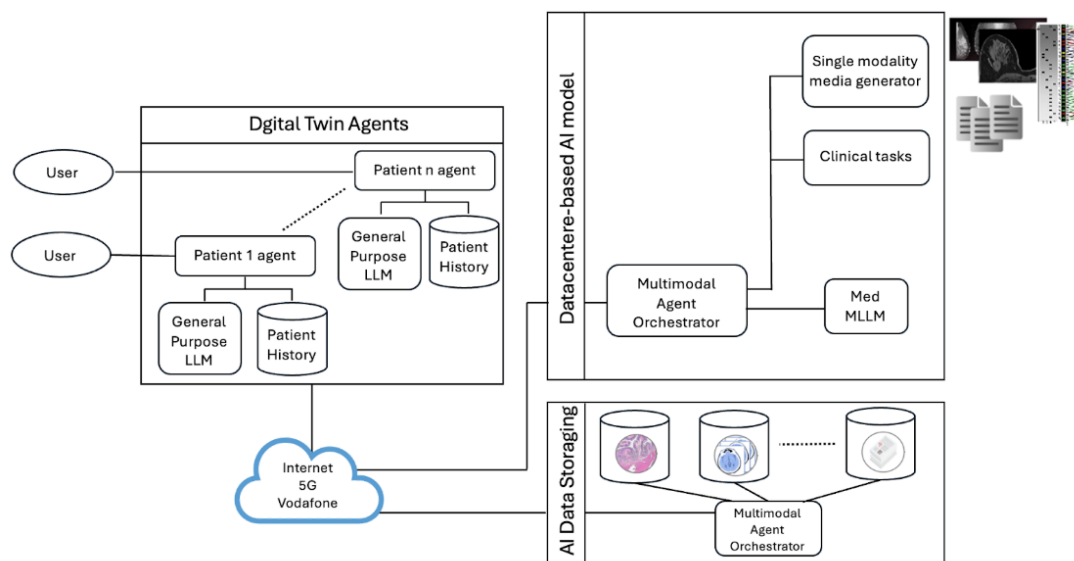 Dgital Twin Agents
User
Patient n agent
General
Purpose
LLM
Patient
History
User
Patient 1 agent
General
Purpose
LLM
Patient
History
Internet
5G
Vodafone
Datacentere-based AI model
Single modality
media generator
Clinical tasks
Multimodal
Agent
Orchestrator
Med
MLLM
AI Data Storaging
Multimodal
Agent
Orchestrator